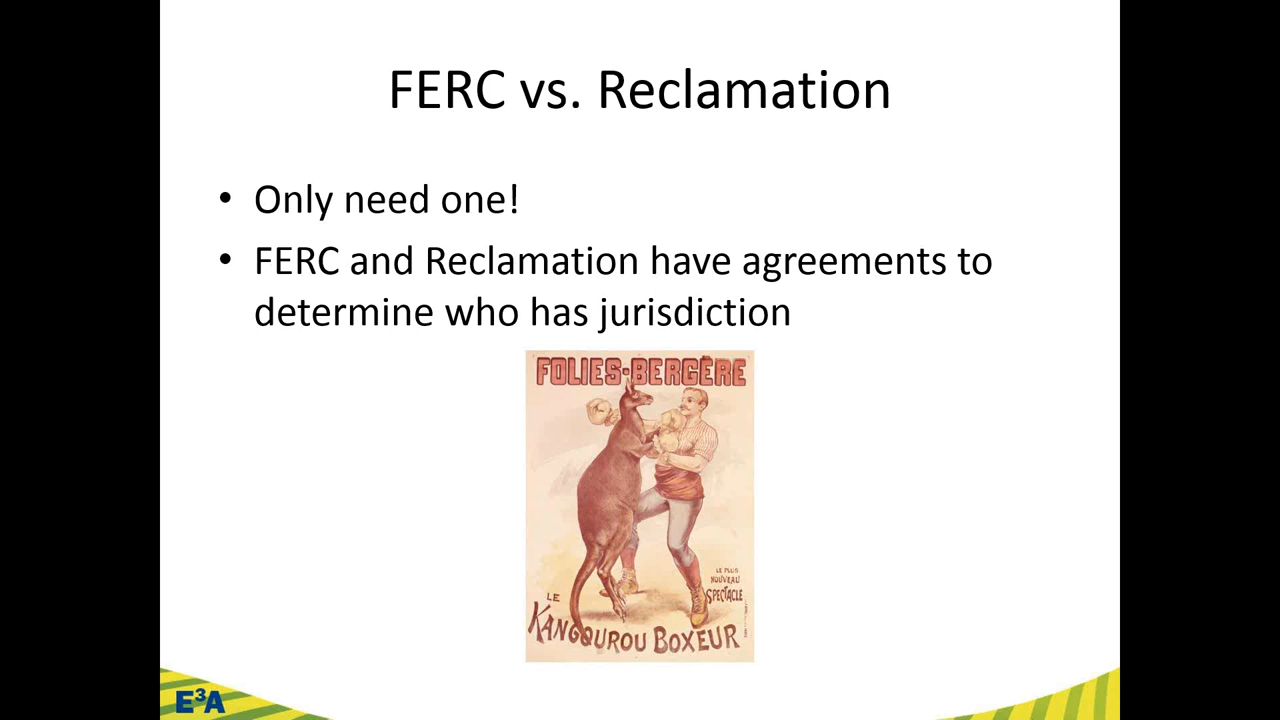 FERC vs. Reclamation
• Only need one!
• FERC and Reclamation have agreements to
determine who has jurisdiction
FOLIES-BERGÈRE
LE PLUS
NOUVEAU
SPECTACLE
LE
KANGOUROU BOXEUR
E³A